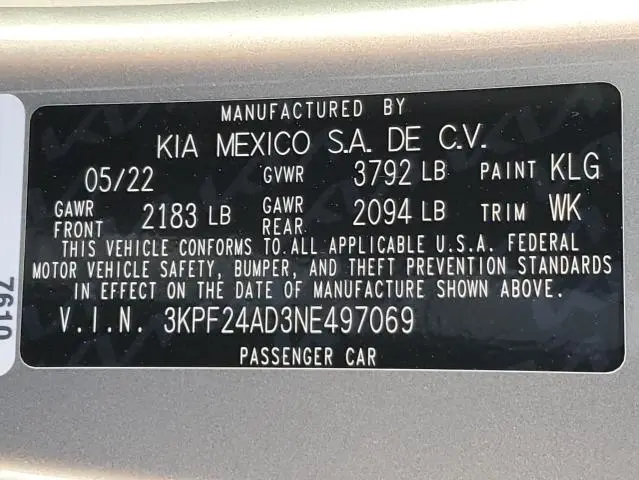 MANUFACTURED BY
KIA MEXICO S.A. DE C.V.
05/22 GVWR 3792 LB PAINT KLG
GAWR FRONT 2183 LB GAWR REAR 2094 LB TRIM WK
THIS VEHICLE CONFORMS TO ALL APPLICABLE U.S.A. FEDERAL
MOTOR VEHICLE SAFETY, BUMPER, AND THEFT PREVENTION STANDARDS
IN EFFECT ON THE DATE OF MANUFACTURE SHOWN ABOVE.
V.I.N. 3KPF24AD3NE497069
PASSENGER CAR
7610